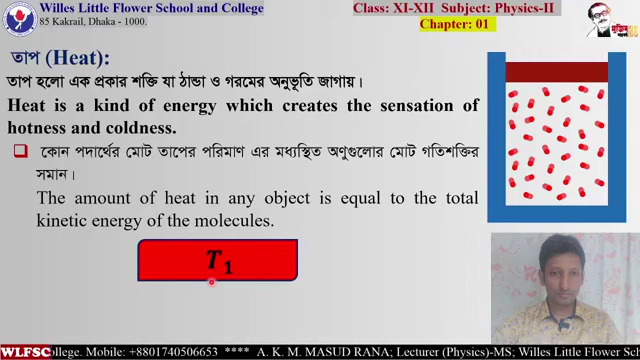 Willes Little Flower School and College
85 Kakrail, Dhaka - 1000.
Class: XI-XII Subject: Physics-II
Chapter: 01
তাপ (Heat):
তাপ হলো এক প্রকার শক্তি যা ঠান্ডা ও গরমের অনুভূতি জাগায়।
Heat is a kind of energy which creates the sensation of
hotness and coldness.
কোন পদার্থের মোট তাপের পরিমাণ এর মধ্যস্থিত অণুগুলোর মোট গতিশক্তির
সমান।
The amount of heat in any object is equal to the total
kinetic energy of the molecules.
T₁
WLFSC ollege. Mobile: +8801740506653 **** A. K. M. MASUD RANA; Lecturer (Physics)-MS; Willes Little Flower Sch